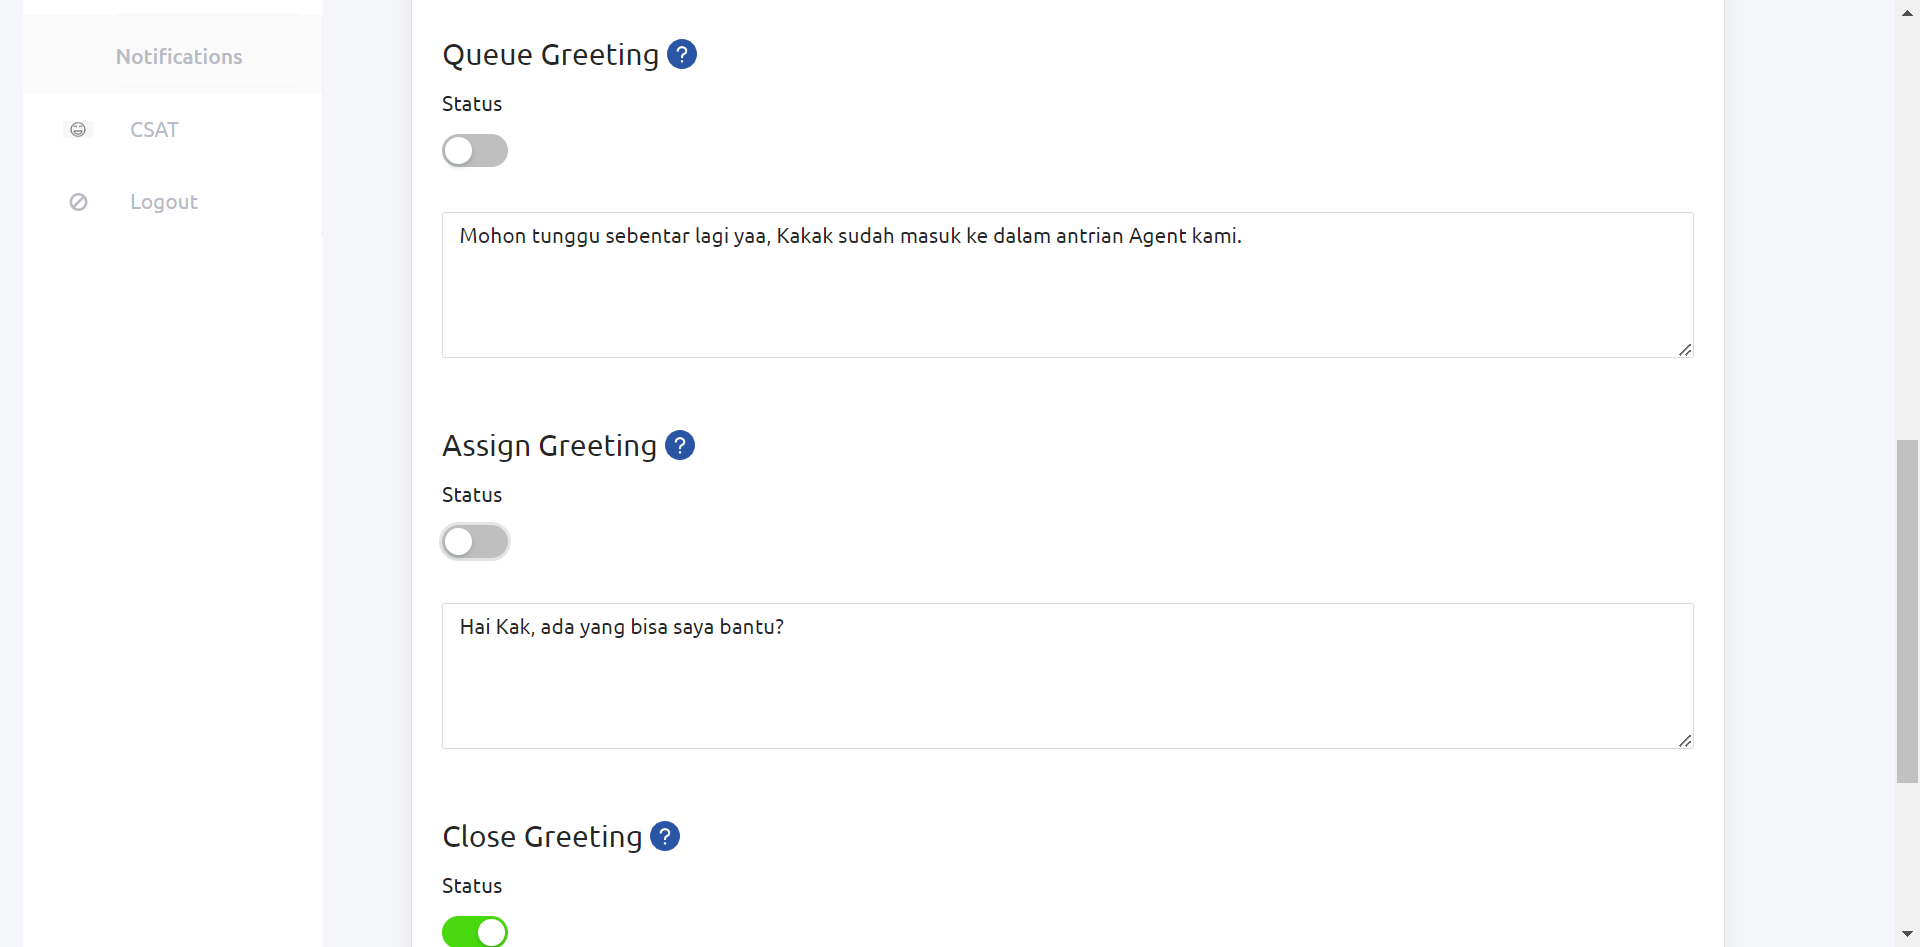 Notifications
CSAT
Logout
Queue Greeting ?
Status
Mohon tunggu sebentar lagi yaa, Kakak sudah masuk ke dalam antrian Agent kami.
Assign Greeting ?
Status
Hai Kak, ada yang bisa saya bantu?
Close Greeting ?
Status